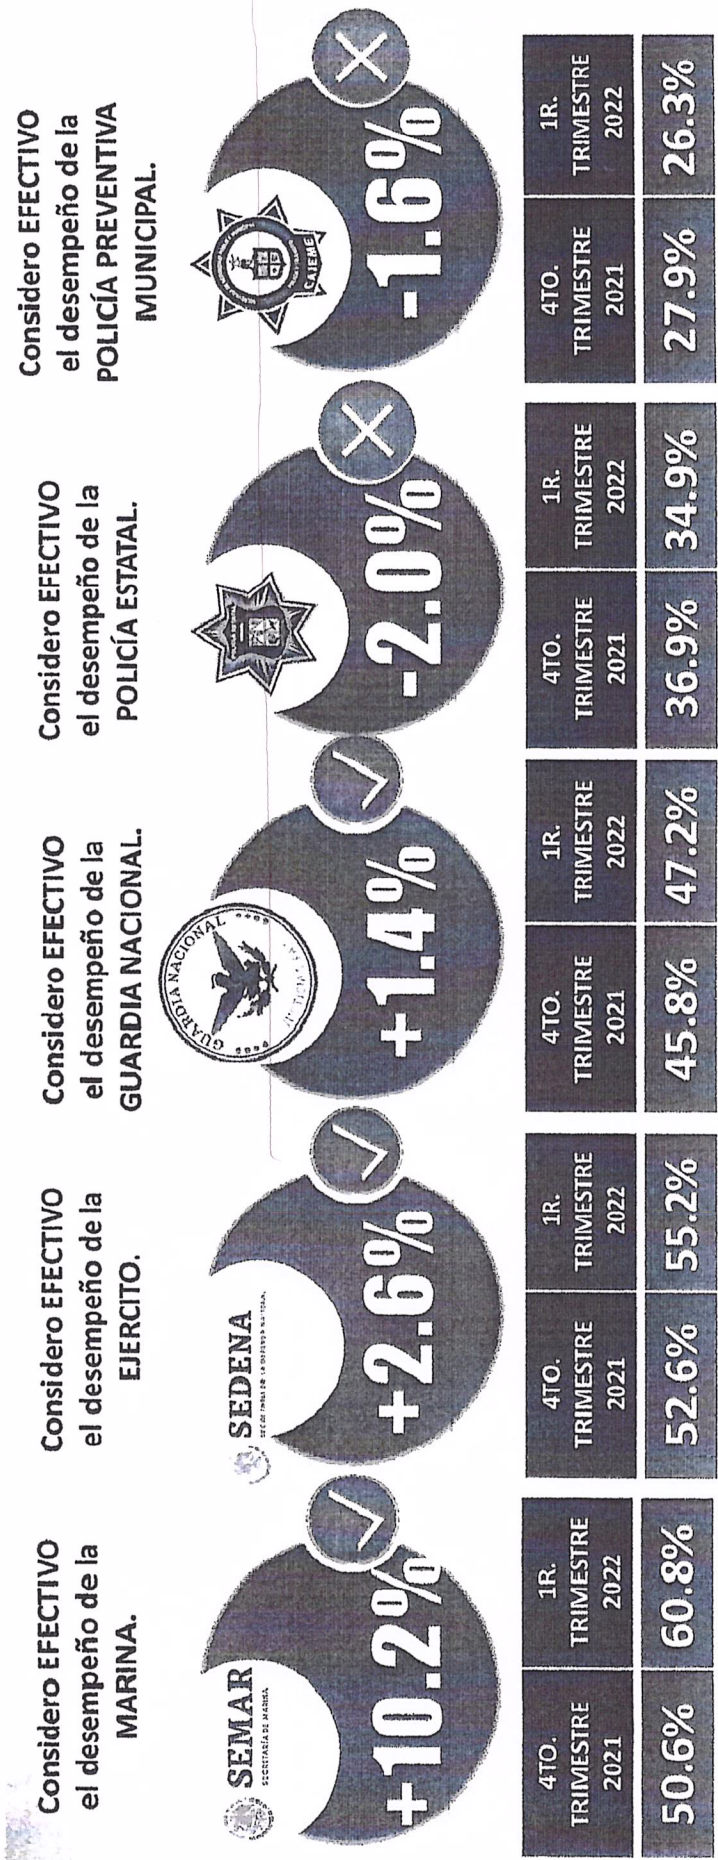 Considero EFECTIVO
el desempeño de la
MARINA.
SEMAR
SECRETARÍA DE MARINA
+10.2%
4TO.
TRIMESTRE
2021
1R.
TRIMESTRE
2022
50.6%
60.8%
Considero EFECTIVO
el desempeño de la
EJERCITO.
SEDENA
SECRETARÍA DE LA DEFENSA NACIONAL
+2.6%
4TO.
TRIMESTRE
2021
1R.
TRIMESTRE
2022
52.6%
55.2%
Considero EFECTIVO
el desempeño de la
GUARDIA NACIONAL.
GUARDIA NACIONAL
+1.4%
4TO.
TRIMESTRE
2021
1R.
TRIMESTRE
2022
45.8%
47.2%
Considero EFECTIVO
el desempeño de la
POLICÍA ESTATAL.
-2.0%
4TO.
TRIMESTRE
2021
1R.
TRIMESTRE
2022
36.9%
34.9%
Considero EFECTIVO
el desempeño de la
POLICÍA PREVENTIVA
MUNICIPAL.
CAJEME
-1.6%
4TO.
TRIMESTRE
2021
1R.
TRIMESTRE
2022
27.9%
26.3%